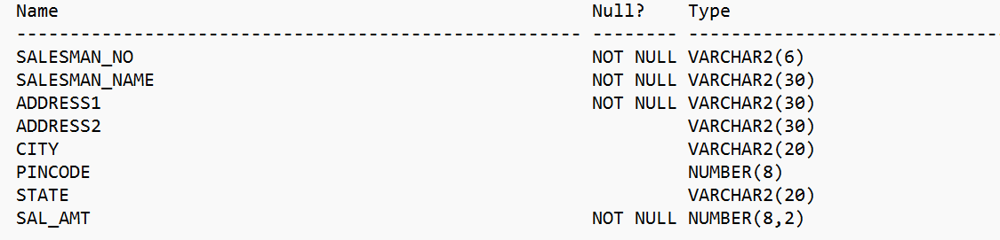 Name Null? Type
----------------------------------------------------- -------- ------------------------------
SALESMAN_NO NOT NULL VARCHAR2(6)
SALESMAN_NAME NOT NULL VARCHAR2(30)
ADDRESS1 NOT NULL VARCHAR2(30)
ADDRESS2 VARCHAR2(30)
CITY VARCHAR2(20)
PINCODE NUMBER(8)
STATE VARCHAR2(20)
SAL_AMT NOT NULL NUMBER(8,2)